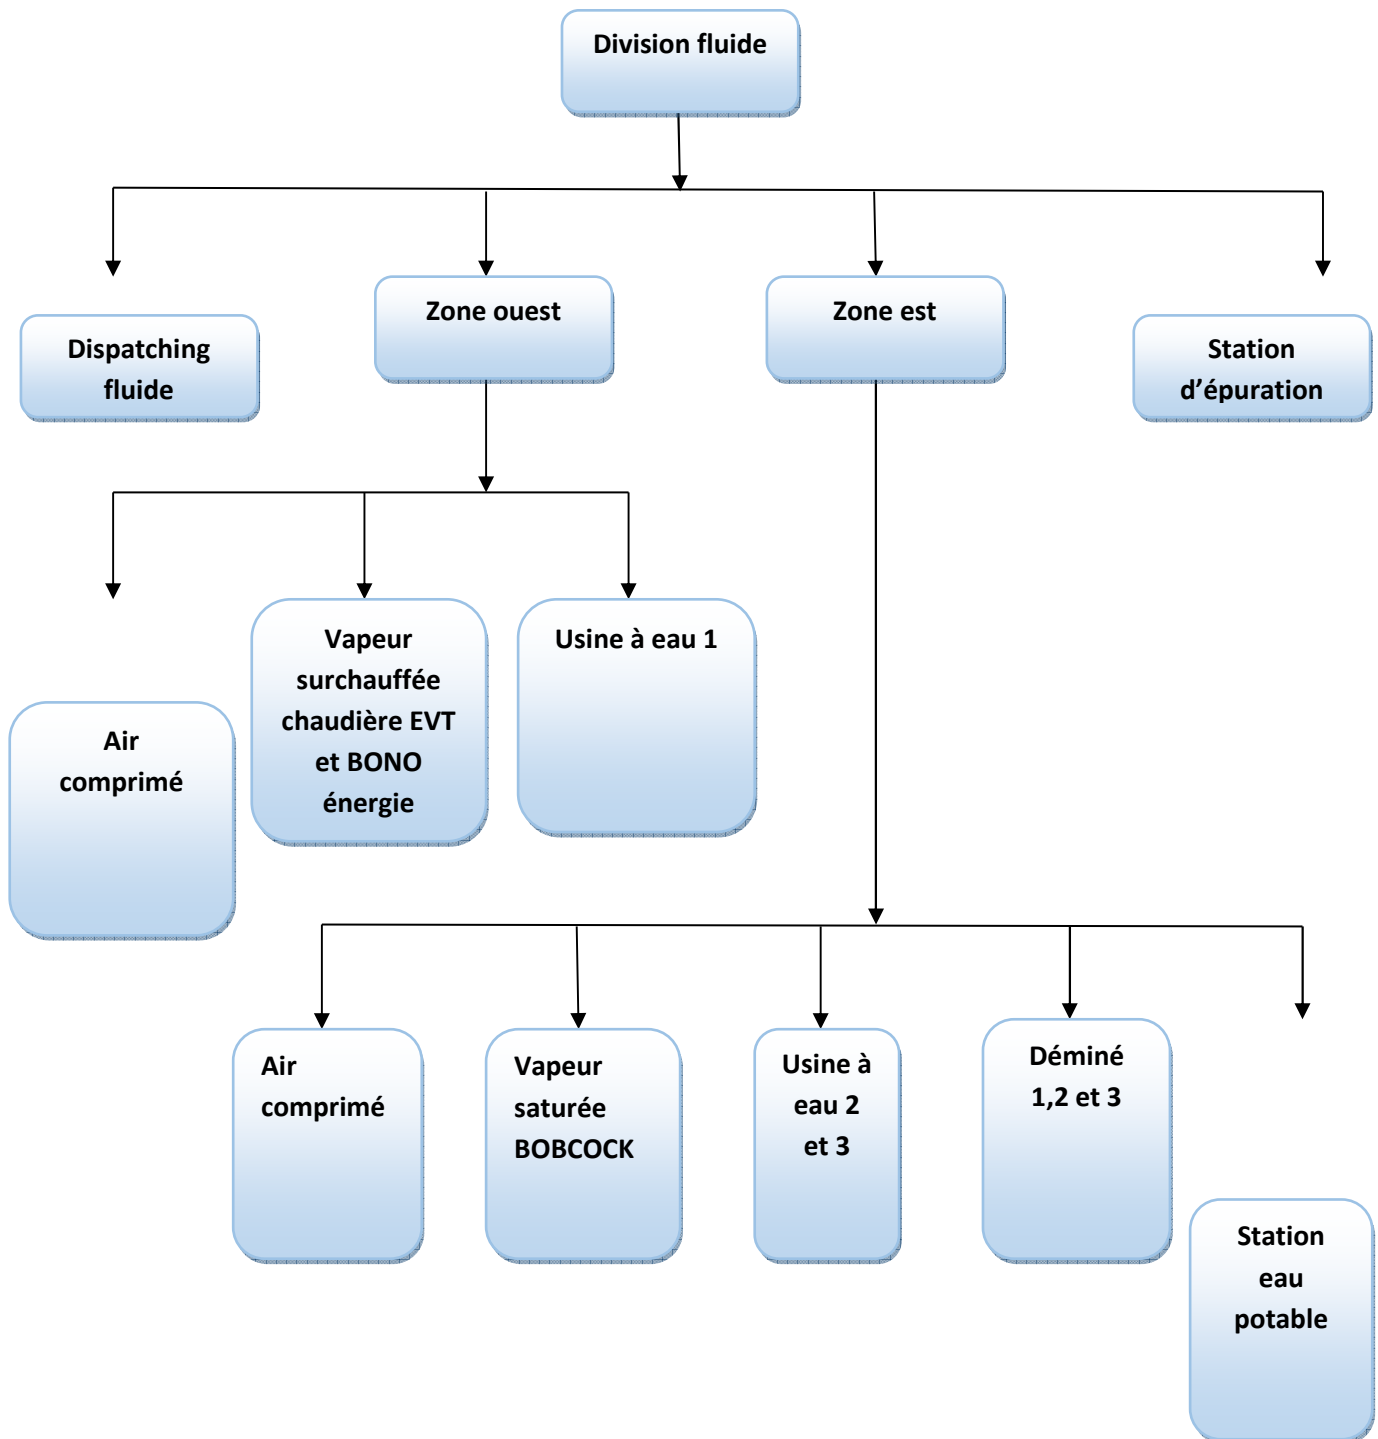 Division fluide
Dispatching
fluide
Zone ouest
Zone est
Station
d’épuration
Air
comprimé
Vapeur
surchauffée
chaudière EVT
et BONO
énergie
Usine à eau 1
Air
comprimé
Vapeur
saturée
BOBCOCK
Usine à
eau 2
et 3
Déminé
1,2 et 3
Station
eau
potable